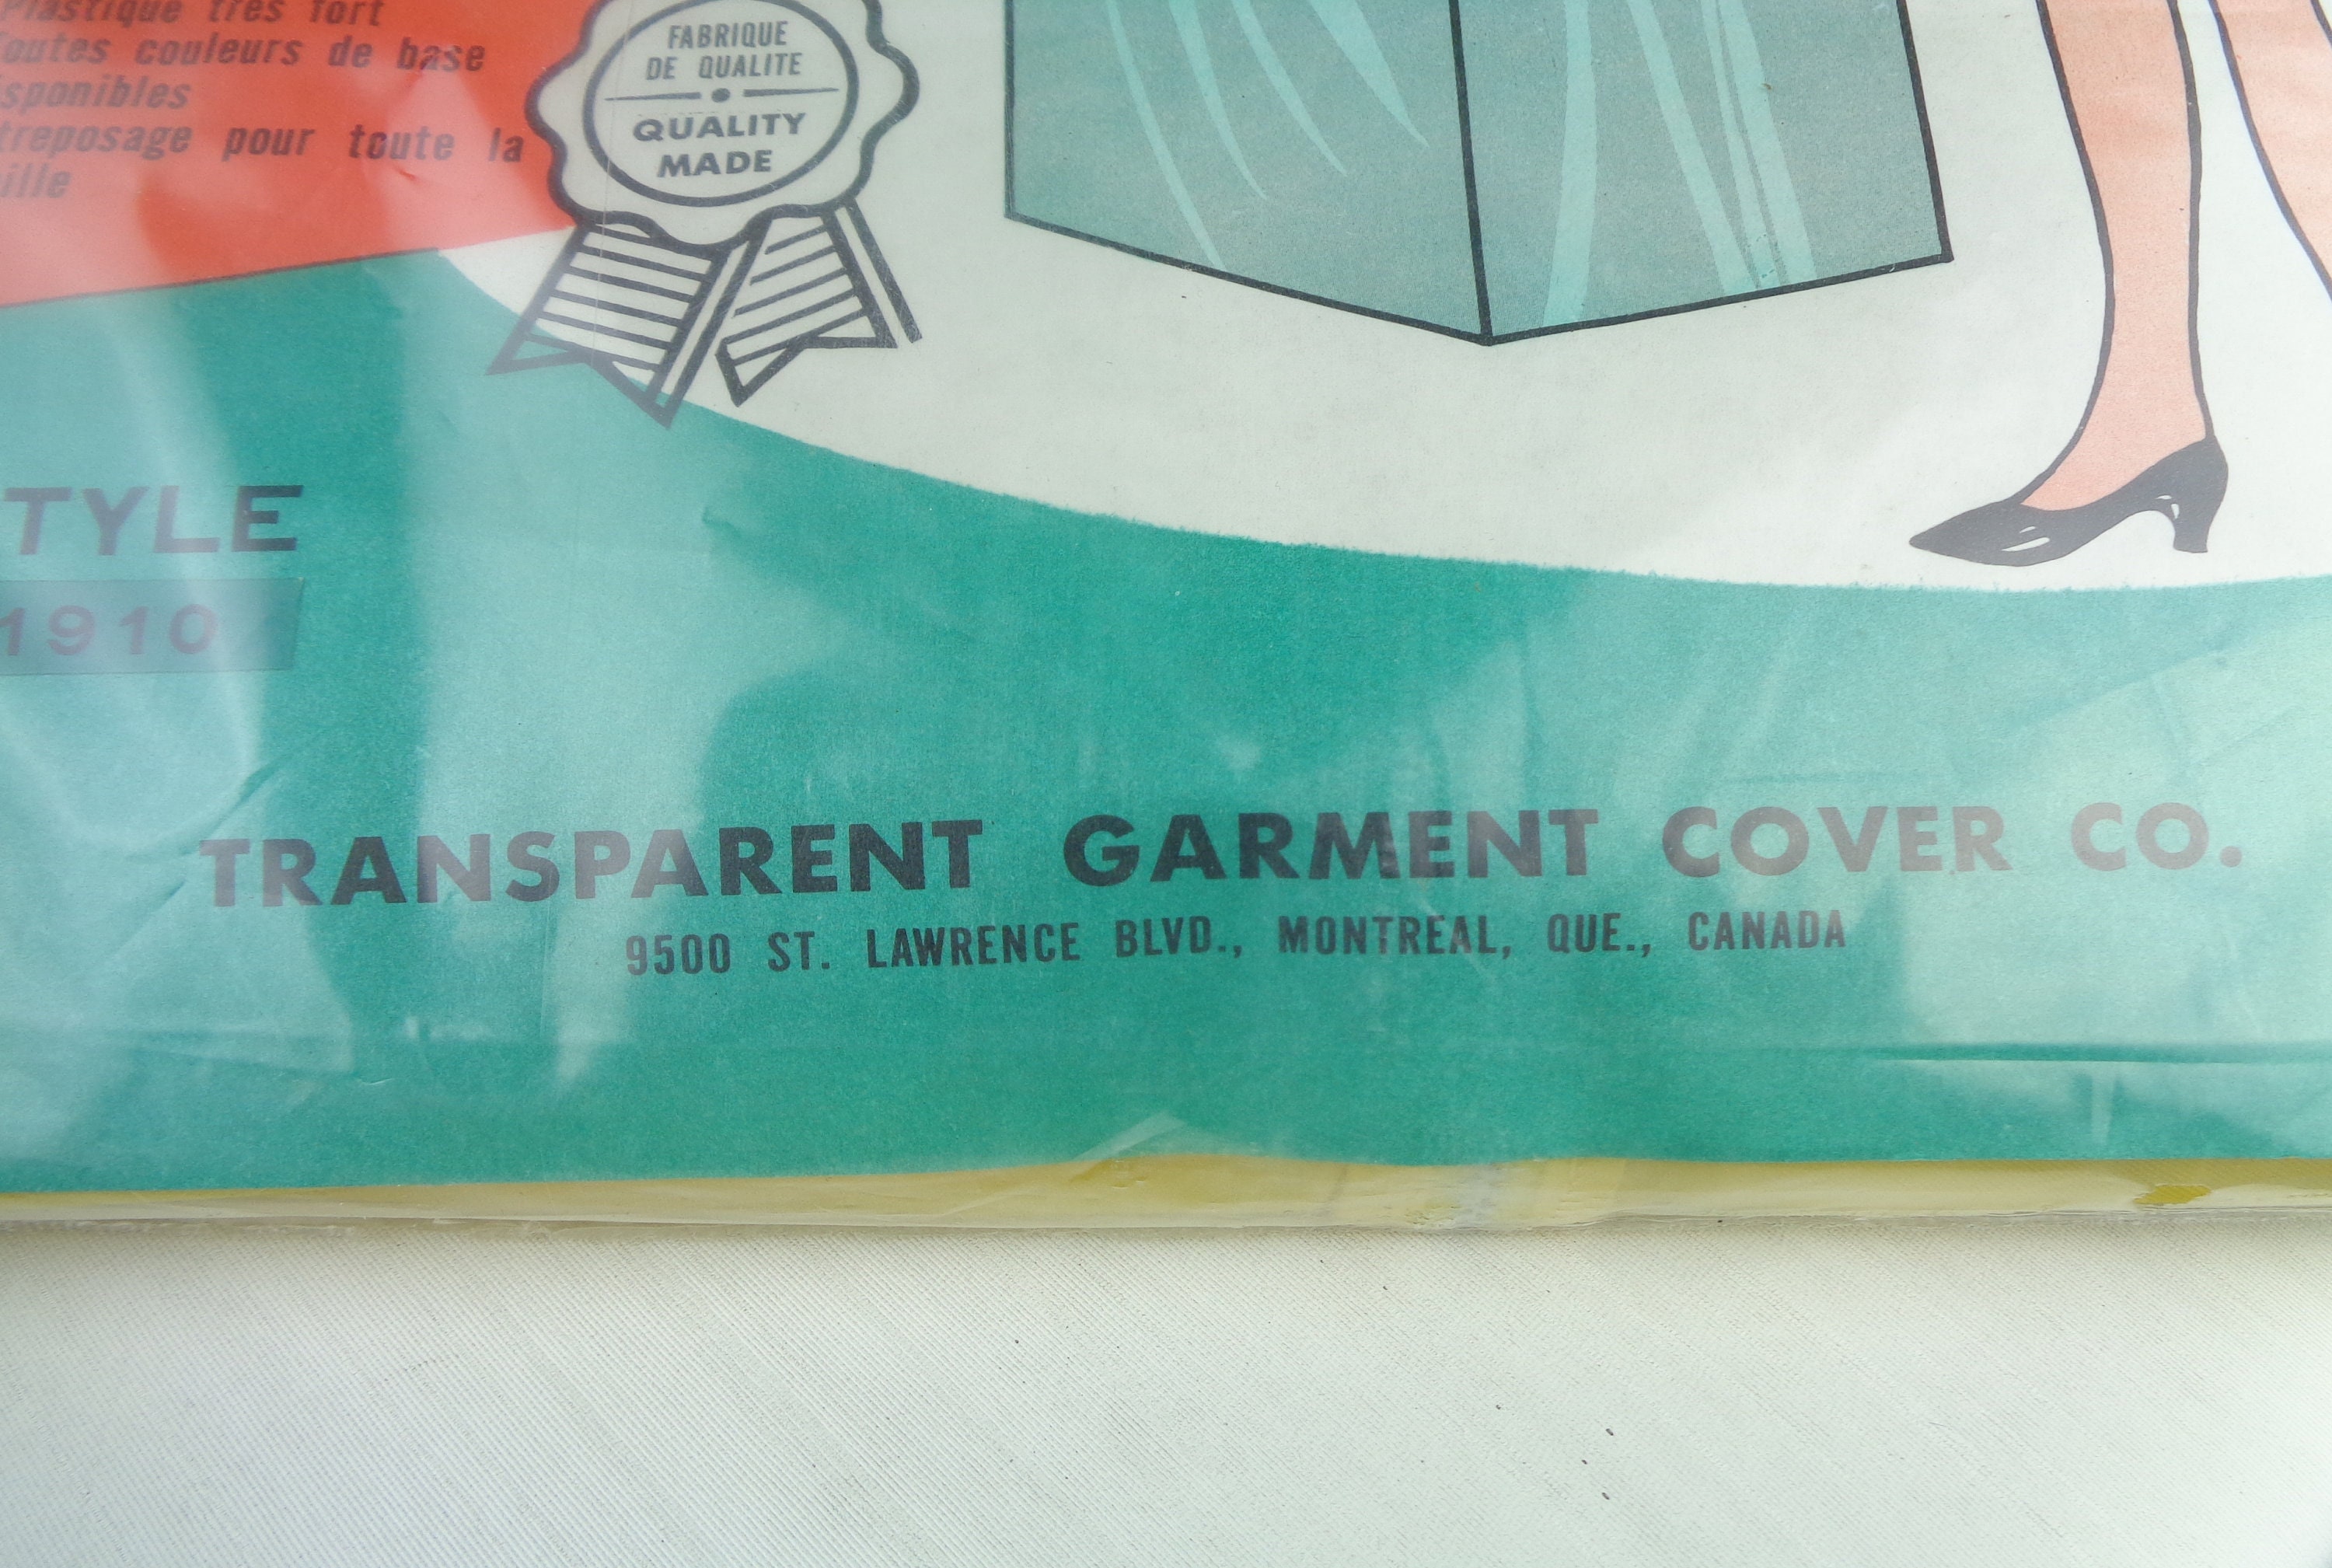 Plastique très fort
Toutes couleurs de base
isponibles
treposage pour toute la
ille
FABRIQUE
DE QUALITE
QUALITY
MADE
TYLE
1910
TRANSPARENT GARMENT COVER CO.
9500 ST. LAWRENCE BLVD., MONTREAL, QUE., CANADA